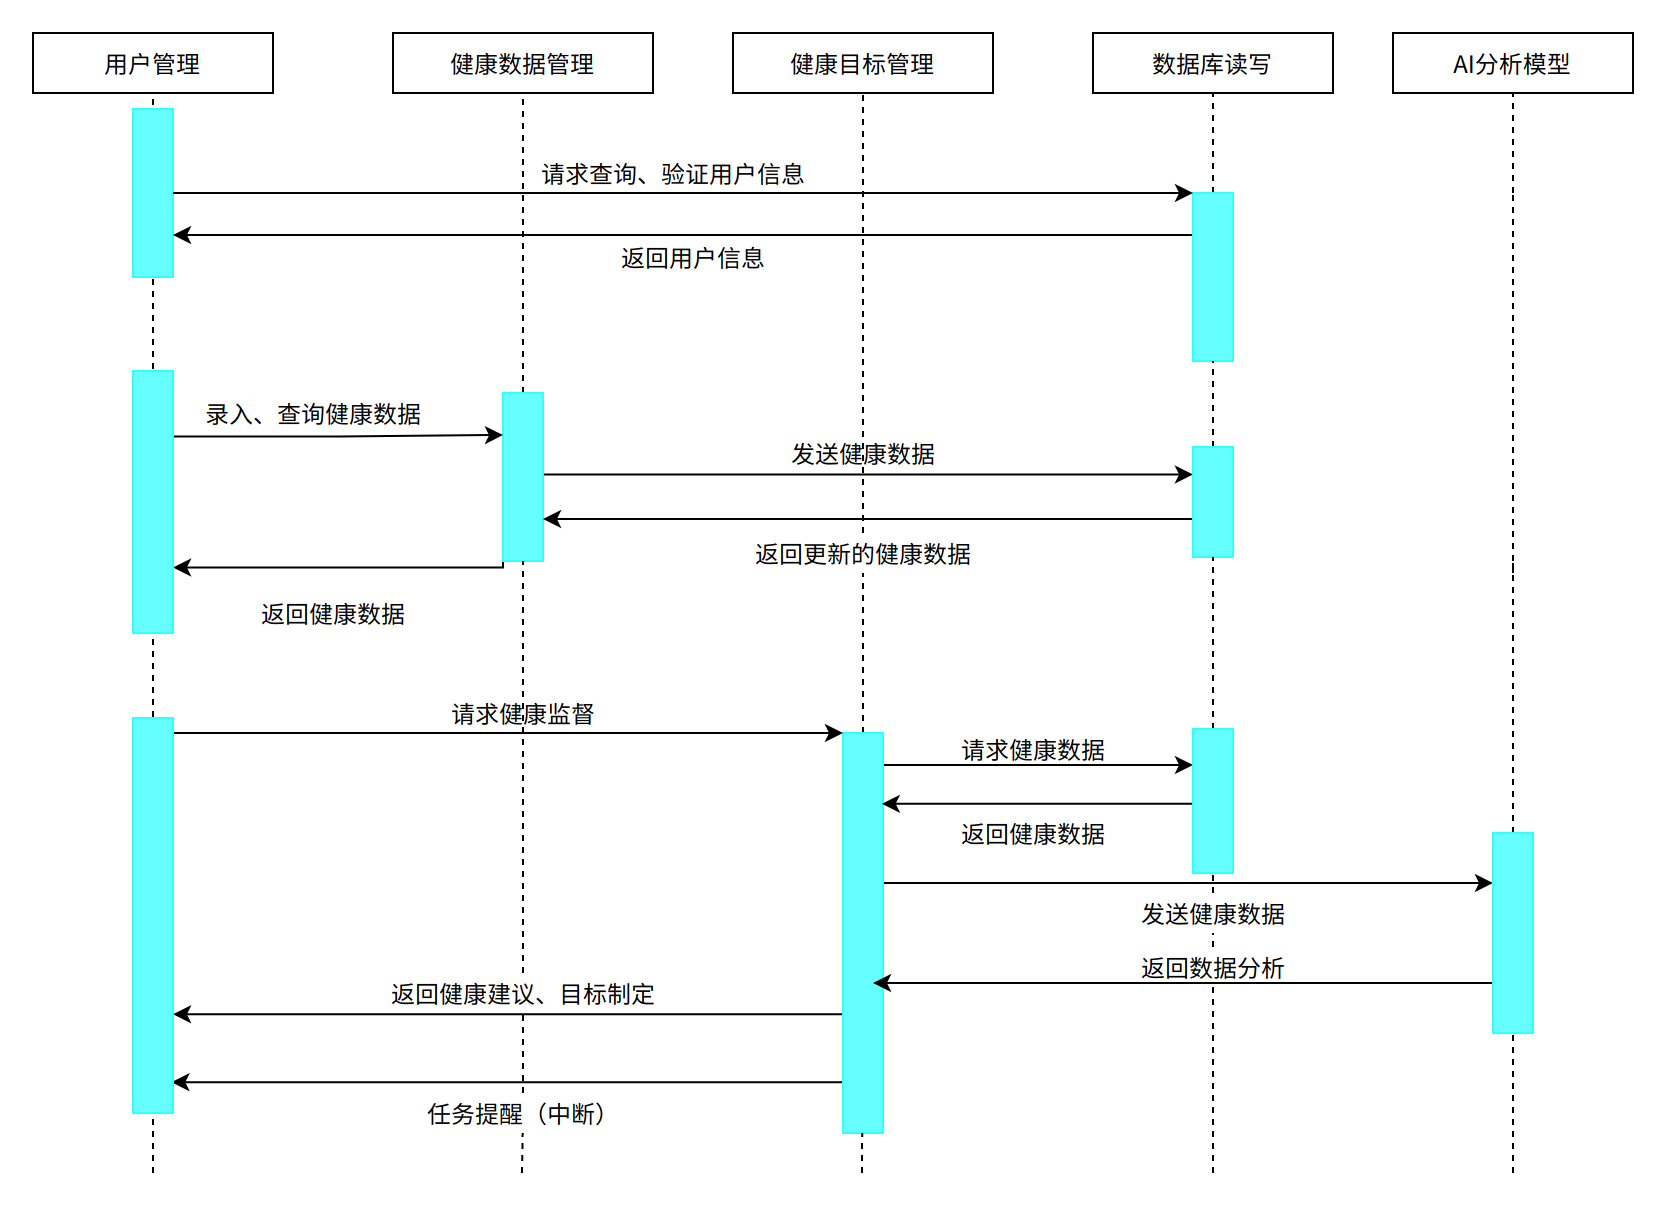 用户管理
健康数据管理
健康目标管理
数据库读写
AI分析模型
请求查询、验证用户信息
返回用户信息
录入、查询健康数据
发送健康数据
返回更新的健康数据
返回健康数据
请求健康监督
请求健康数据
返回健康数据
发送健康数据
返回数据分析
返回健康建议、目标制定
任务提醒（中断）